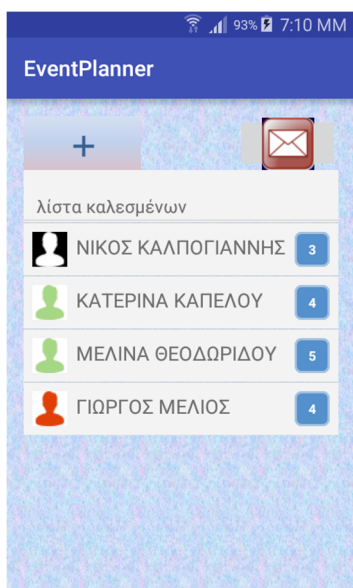 93% 7:10 MM
EventPlanner
+
λίστα καλεσμένων
ΝΙΚΟΣ ΚΑΛΠΟΓΙΑΝΝΗΣ 3
ΚΑΤΕΡΙΝΑ ΚΑΠΕΛΟΥ 4
ΜΕΛΙΝΑ ΘΕΟΔΩΡΙΔΟΥ 5
ΓΙΩΡΓΟΣ ΜΕΛΙΟΣ 4